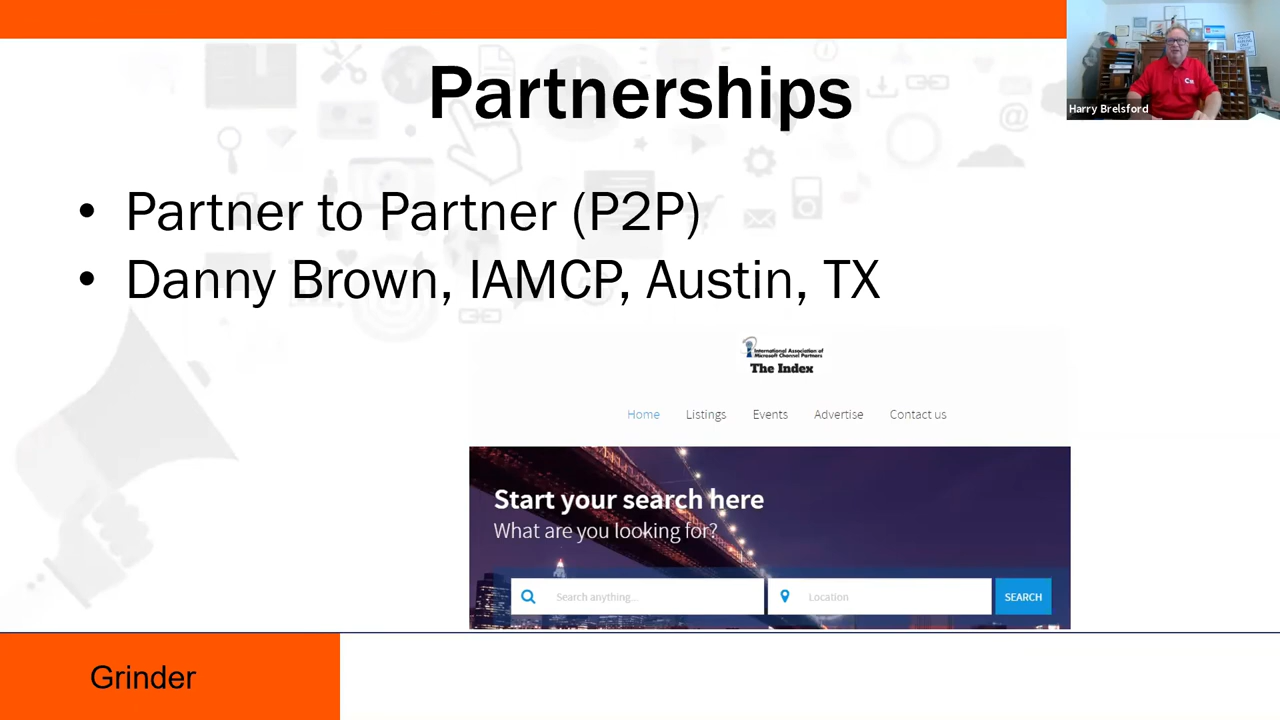 Partnerships
Harry Brelsford
• Partner to Partner (P2P)
• Danny Brown, IAMCP, Austin, TX
International Association of
Microsoft Channel Partners
The Index
Home Listings Events Advertise Contact us
Start your search here
What are you looking for?
Search anything... Location SEARCH
Grinder